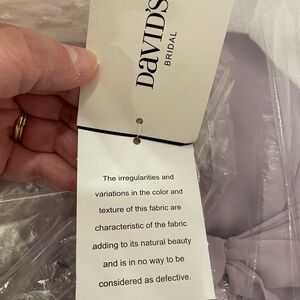 DAVID'S
BRIDAL
The irregularities and
variations in the color and
texture of this fabric are
characteristic of the fabric
adding to its natural beauty
and is in no way to be
considered as defective.